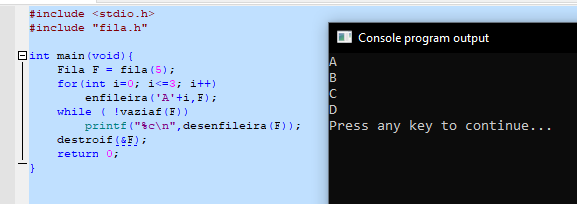 #include <stdio.h>
#include "fila.h"
int main(void){
Fila F = fila(5);
for(int i=0; i<=3; i++)
enfileira('A'+i,F);
while ( !vaziaf(F))
printf("%c\n",desenfileira(F));
destroif(&F);
return 0;
}
Console program output
A
B
C
D
Press any key to continue...